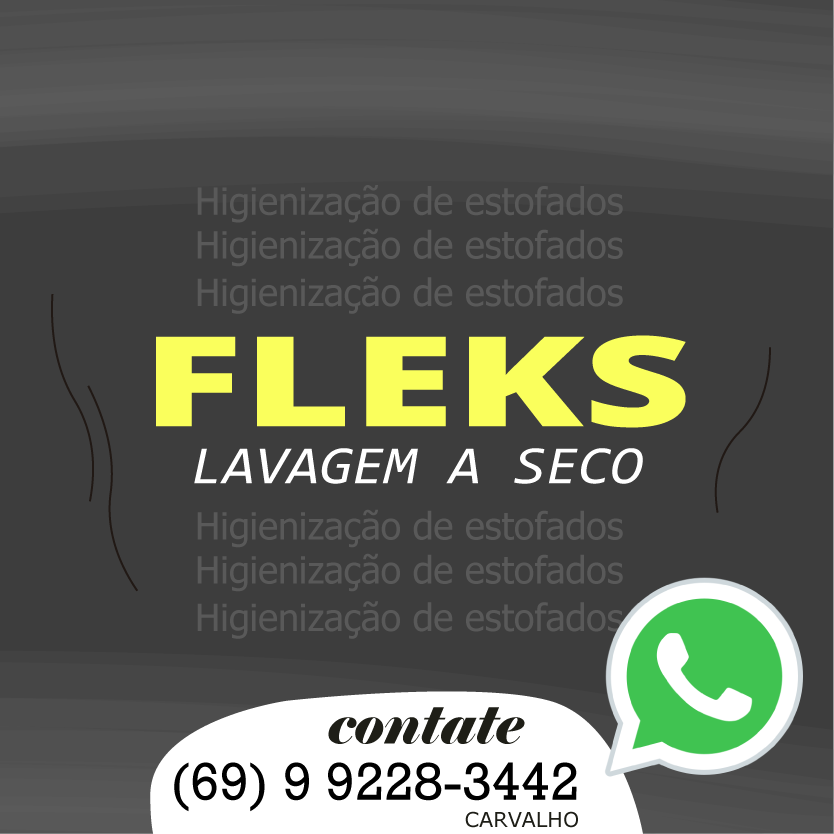 Higienização de estofados
Higienização de estofados
Higienização de estofados
FLEKS
LAVAGEM A SECO
Higienização de estofados
Higienização de estofados
Higienização de estofados
contate
(69) 9 9228-3442
CARVALHO